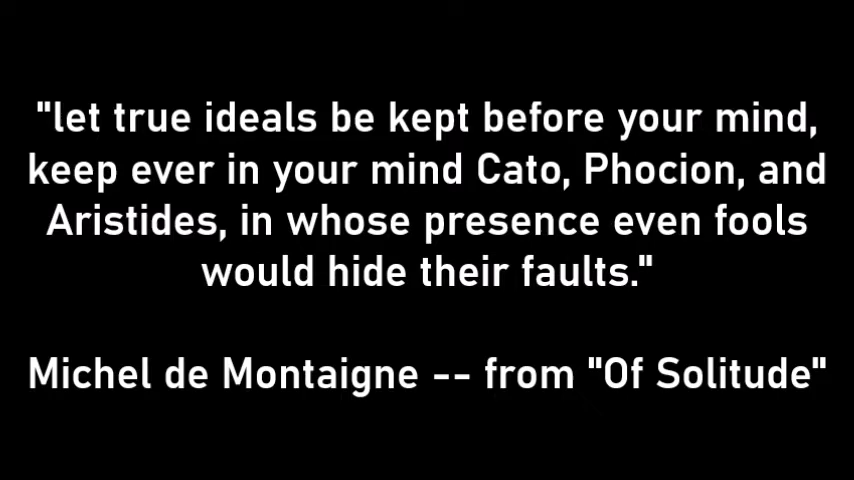 "let true ideals be kept before your mind,
keep ever in your mind Cato, Phocion, and
Aristides, in whose presence even fools
would hide their faults."
Michel de Montaigne -- from "Of Solitude"